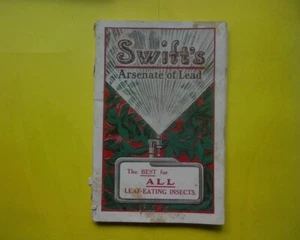 Swift's
Arsenate of Lead
The BEST for
ALL
LEAF-EATING INSECTS.